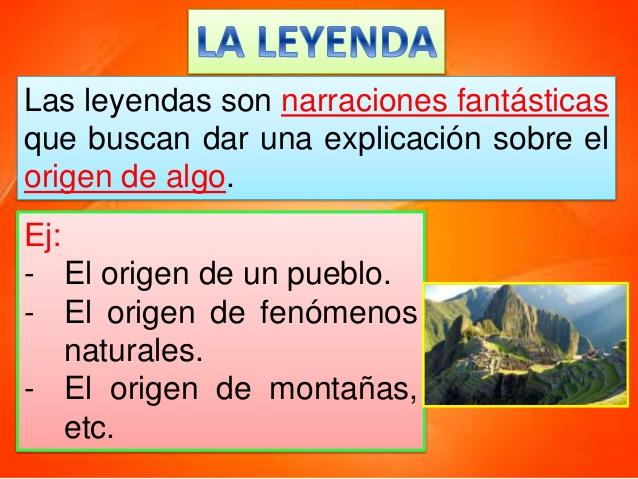 LA LEYENDA
Las leyendas son narraciones fantásticas
que buscan dar una explicación sobre el
origen de algo.
Ej:
- El origen de un pueblo.
- El origen de fenómenos
naturales.
- El origen de montañas,
etc.